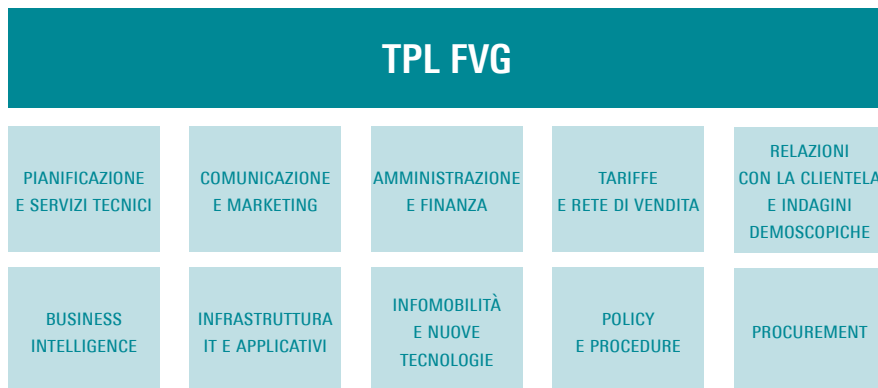 TPL FVG
PIANIFICAZIONE
E SERVIZI TECNICI
COMUNICAZIONE
E MARKETING
AMMINISTRAZIONE
E FINANZA
TARIFFE
E RETE DI VENDITA
RELAZIONI
CON LA CLIENTELA
E INDAGINI
DEMOSCOPICHE
BUSINESS
INTELLIGENCE
INFRASTRUTTURA
IT E APPLICATIVI
INFOMOBILITÀ
E NUOVE
TECNOLOGIE
POLICY
E PROCEDURE
PROCUREMENT